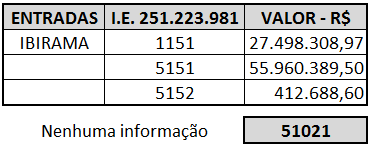 ENTRADAS I.E. 251.223.981 VALOR - R$
IBIRAMA 1151 27.498.308,97
5151 55.960.389,50
5152 412.688,60
Nenhuma informação 51021